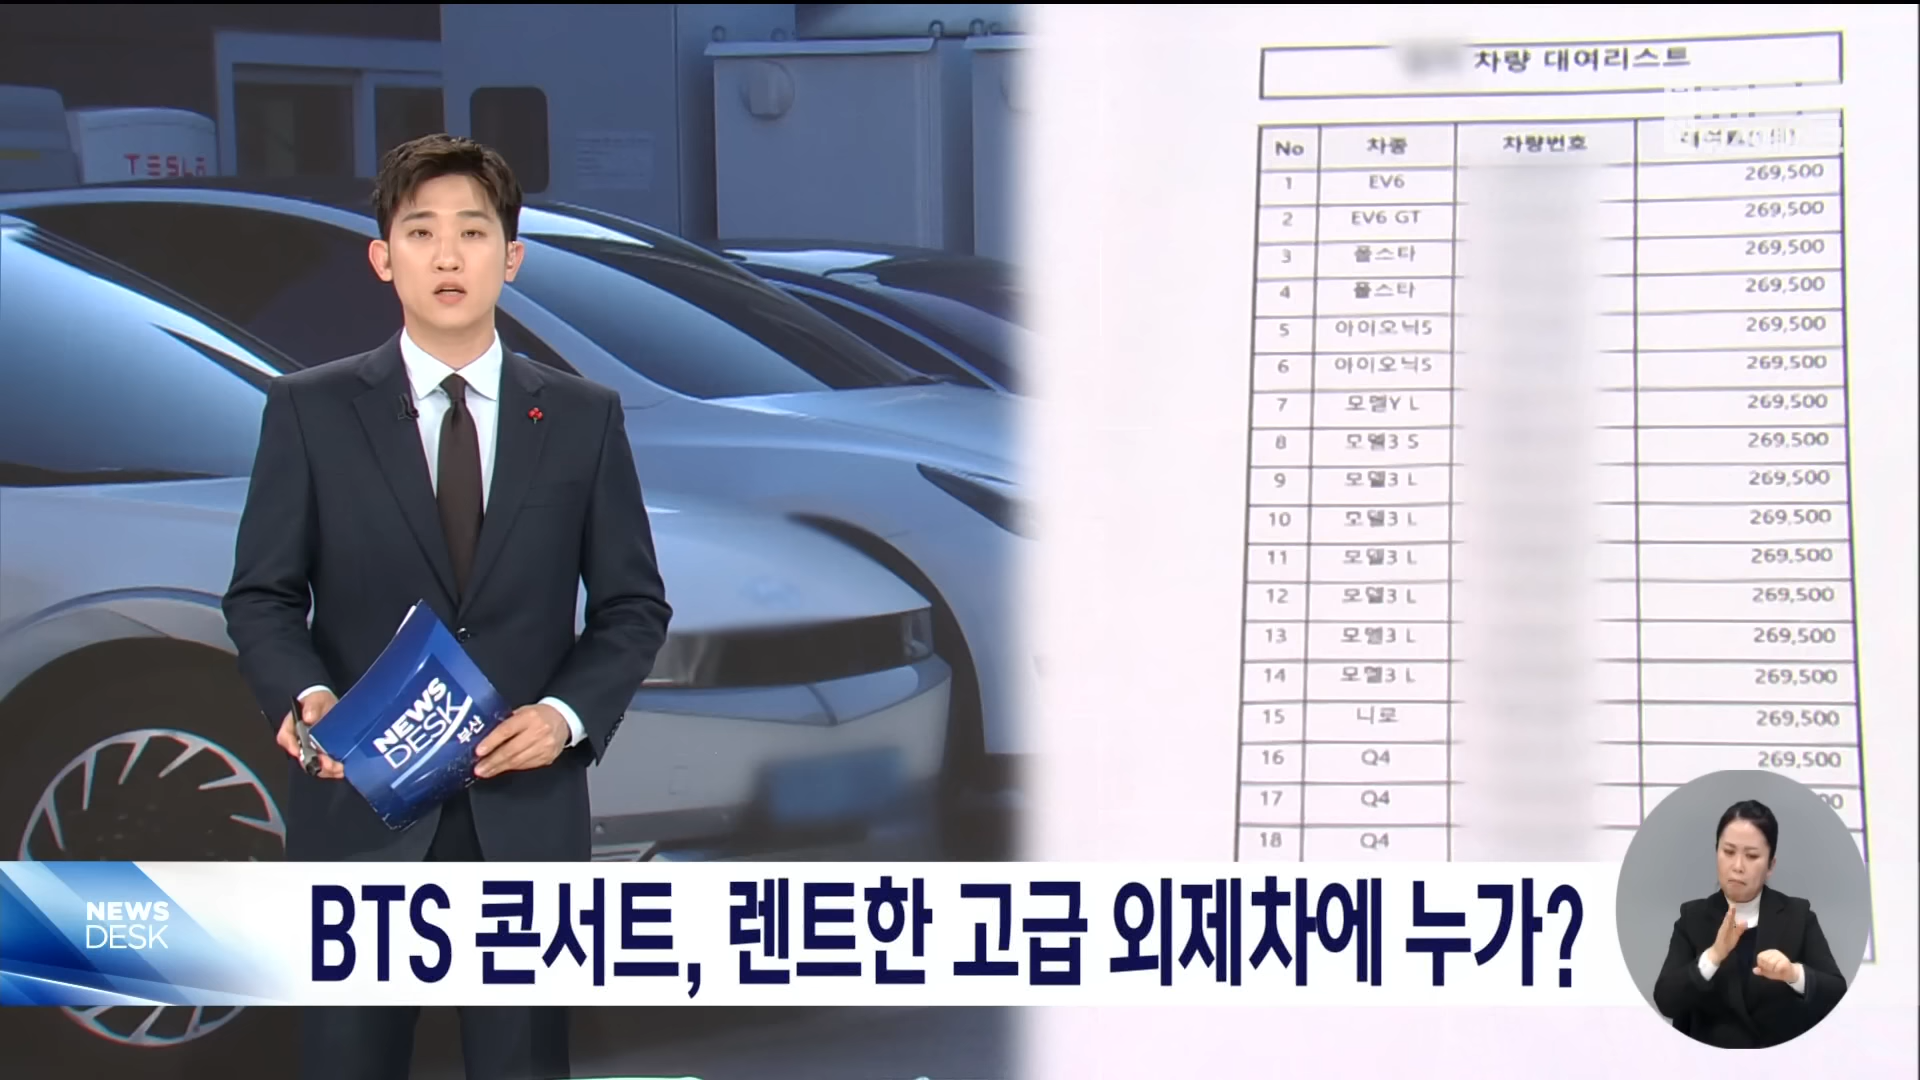 TESLA
차량 대여리스트
No 차종 차량번호
1 EV6 269,500
2 EV6 GT 269,500
3 폴스타 269,500
4 폴스타 269,500
5 아이오닉5 269,500
6 아이오닉5 269,500
7 모델Y L 269,500
8 모델3 S 269,500
9 모델3 L 269,500
10 모델3 L 269,500
11 모델3 L 269,500
12 모델3 L 269,500
13 모델3 L 269,500
14 모델3 L 269,500
15 니로 269,500
16 Q4 269,500
17 Q4
18 Q4
NEWS
DESK
부산
NEWS
DESK
BTS 콘서트, 렌트한 고급 외제차에 누가?